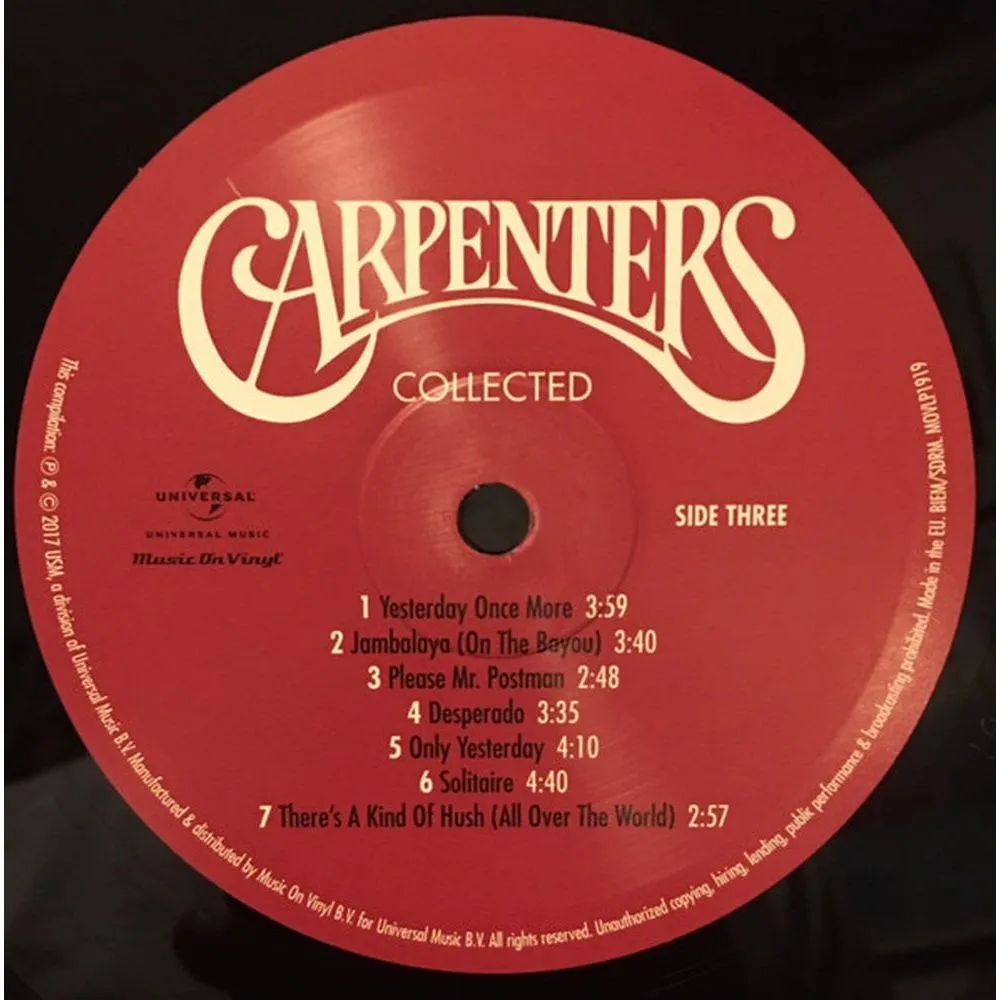 CARPENTERS
COLLECTED
UNIVERSAL
UNIVERSAL MUSIC
Music On Vinyl
SIDE THREE
1 Yesterday Once More 3:59
2 Jambalaya (On The Bayou) 3:40
3 Please Mr. Postman 2:48
4 Desperado 3:35
5 Only Yesterday 4:10
6 Solitaire 4:40
7 There's A Kind Of Hush (All Over The World) 2:57
This compilation: ℗ & © 2017 USM, a division of Universal Music B.V. Manufactured & distributed by Music On Vinyl B.V. for Universal Music B.V. All rights reserved. Unauthorized copying, hiring, lending, public performance & broadcasting prohibited. Made in the EU. BIEM/SDRM. MOVLP1919